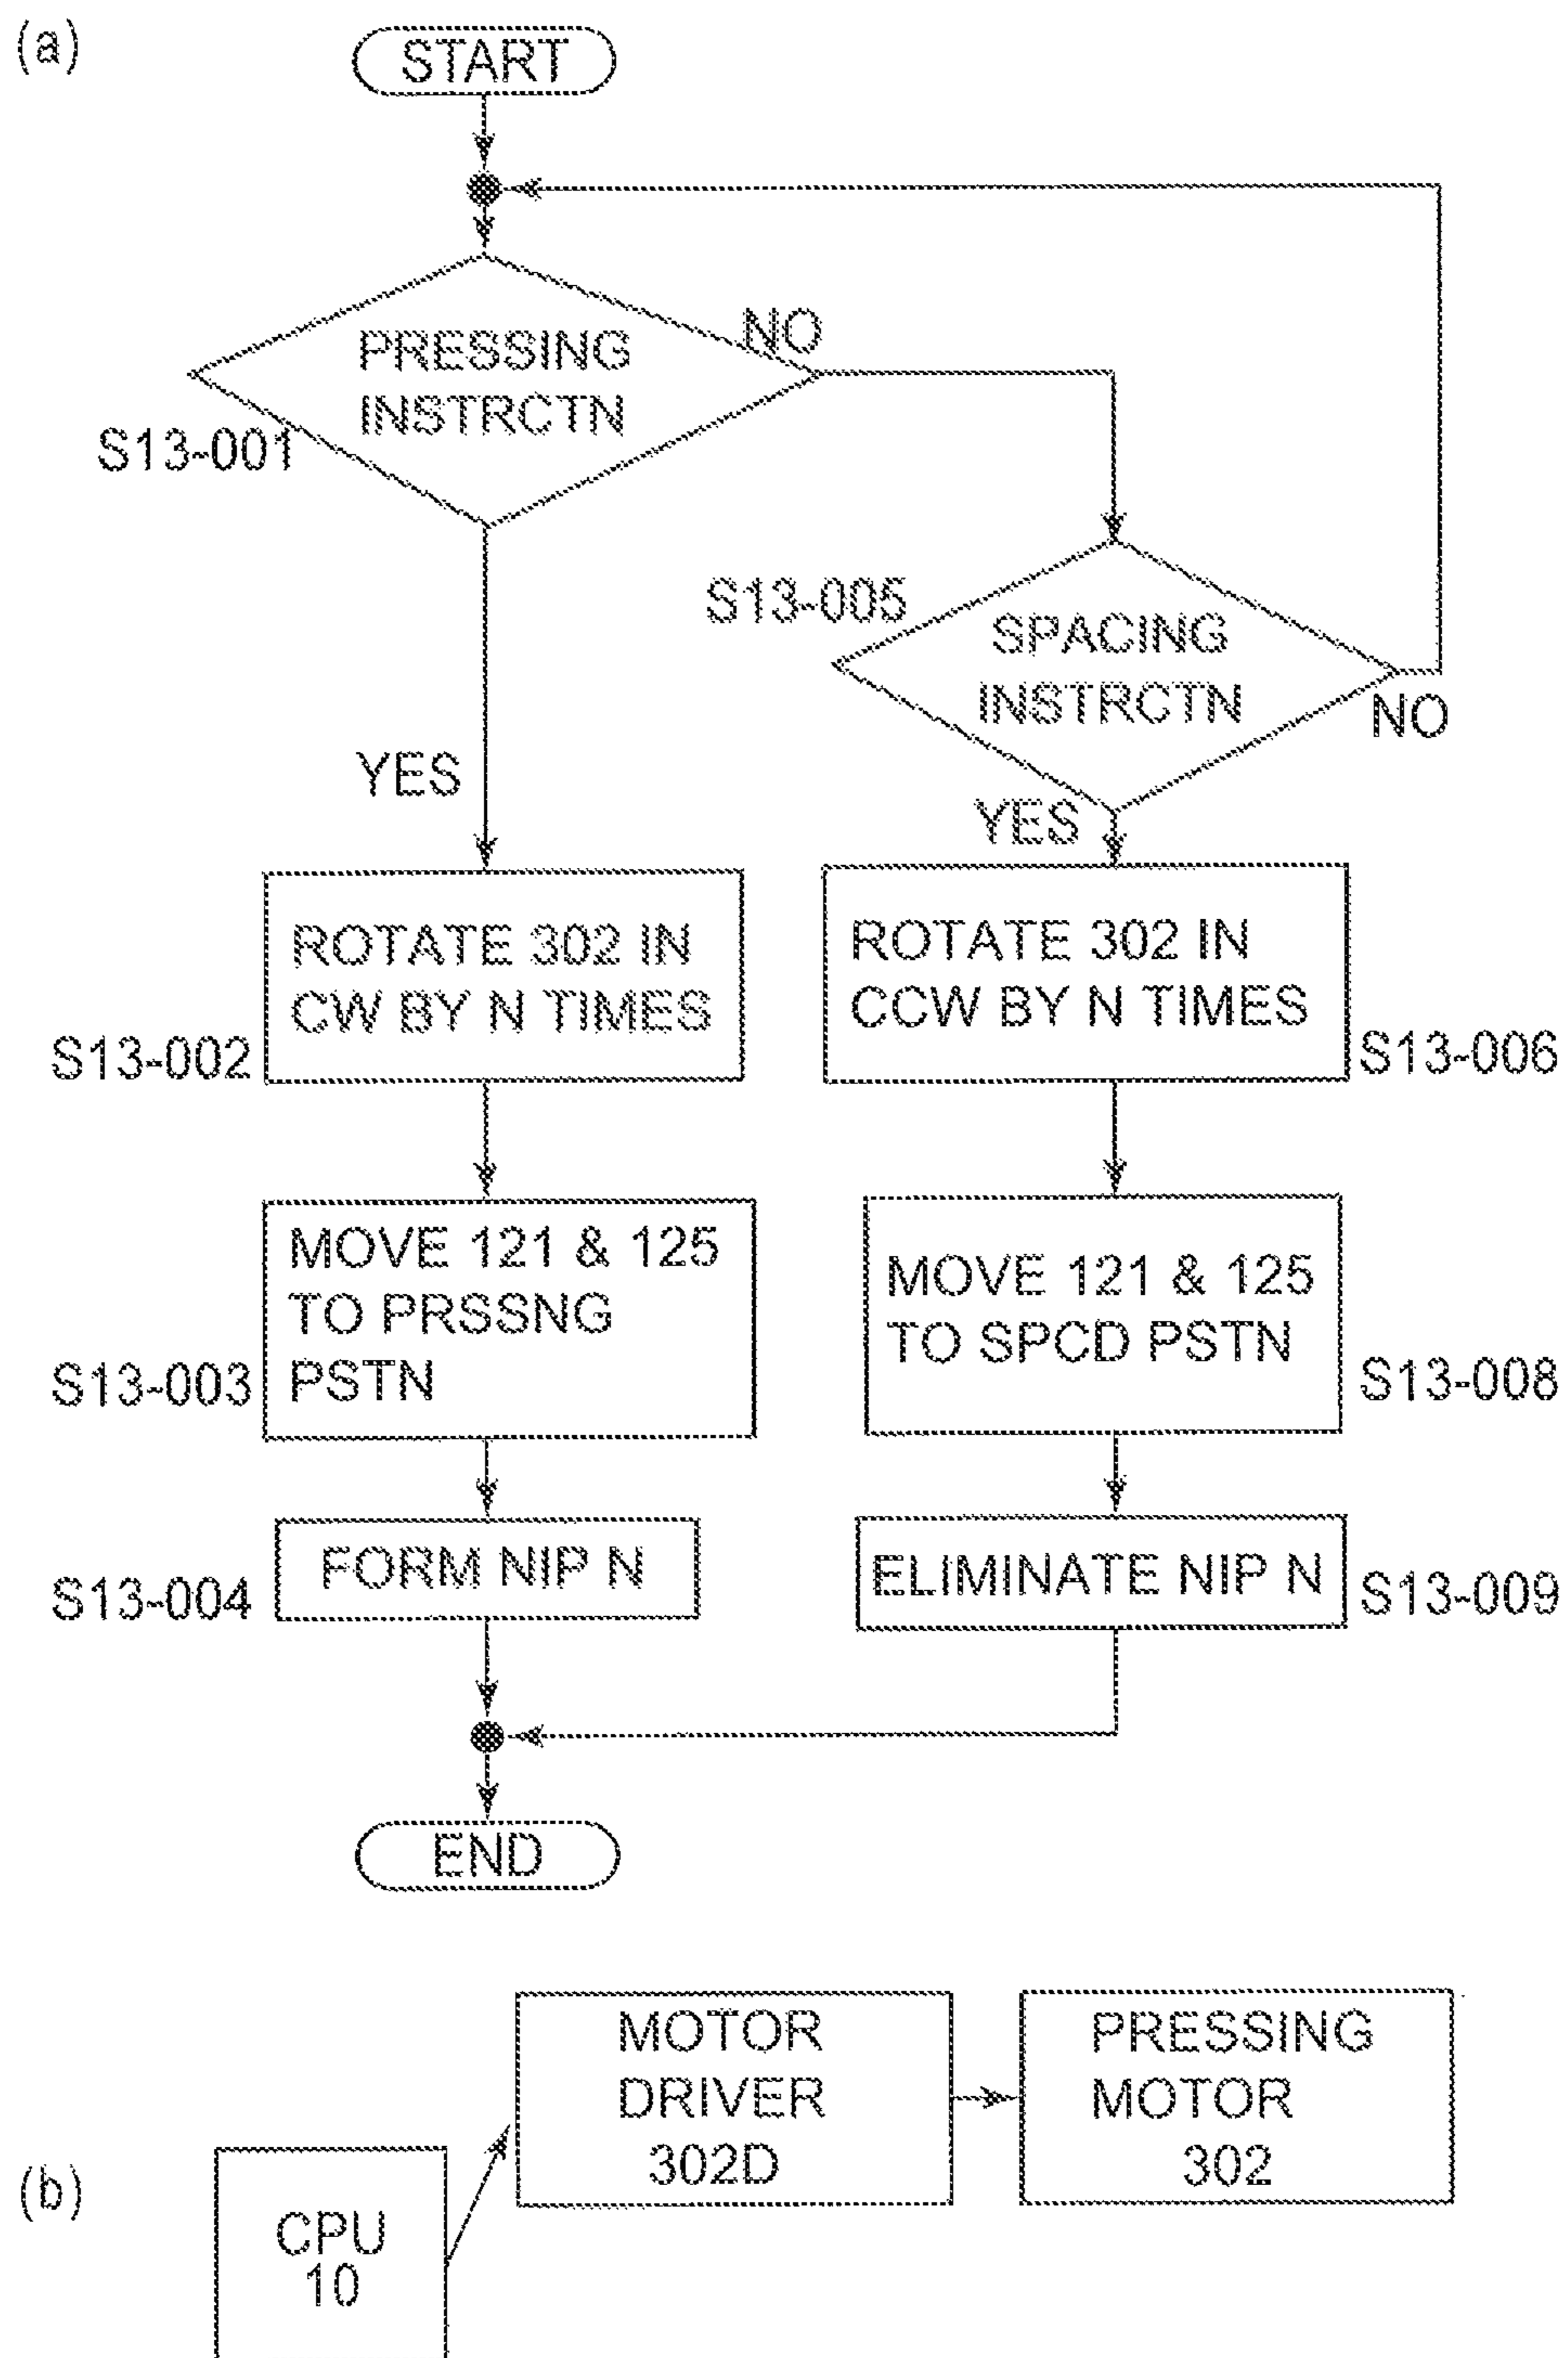 (a)
START
PRESSING
INSTRCTN
NO
S13-001
S13-005
SPACING
INSTRCTN
NO
YES
YES
ROTATE 302 IN
CW BY N TIMES
S13-002
ROTATE 302 IN
CCW BY N TIMES
S13-006
MOVE 121 & 125
TO PRSSNG
PSTN
S13-003
MOVE 121 & 125
TO SPCD PSTN
S13-008
FORM NIP N
S13-004
ELIMINATE NIP N
S13-009
END
(b)
CPU
10
MOTOR
DRIVER
302D
PRESSING
MOTOR
302